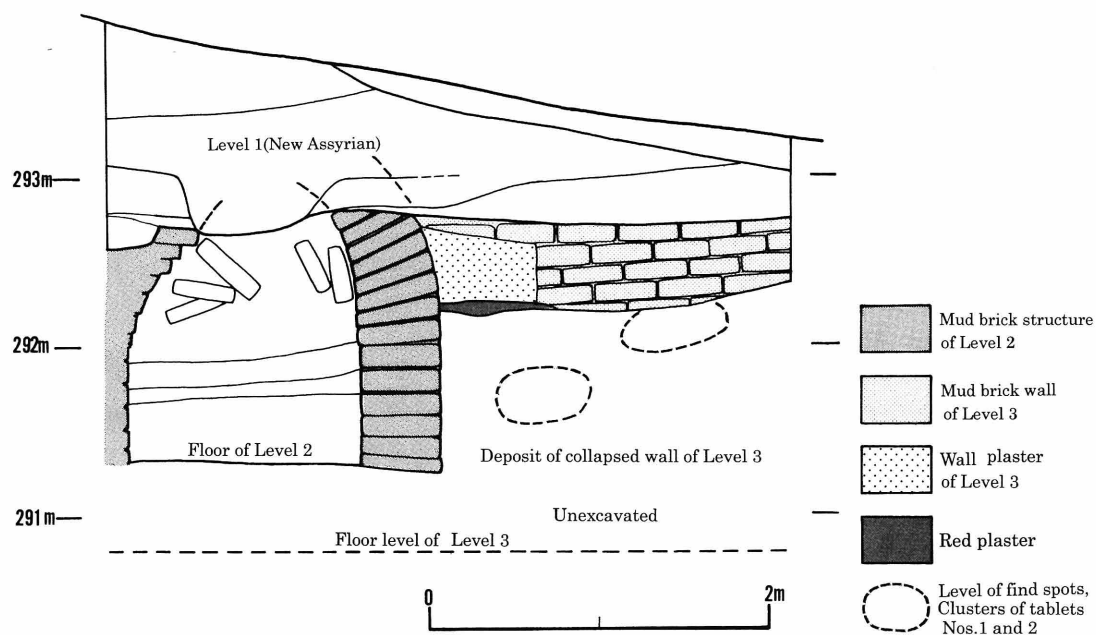 Level 1(New Assyrian)
293m
292m
291m
Floor of Level 2
Deposit of collapsed wall of Level 3
Unexcavated
Floor level of Level 3
0
2m
Mud brick structure
of Level 2
Mud brick wall
of Level 3
Wall plaster
of Level 3
Red plaster
Level of find spots,
Clusters of tablets
Nos.1 and 2